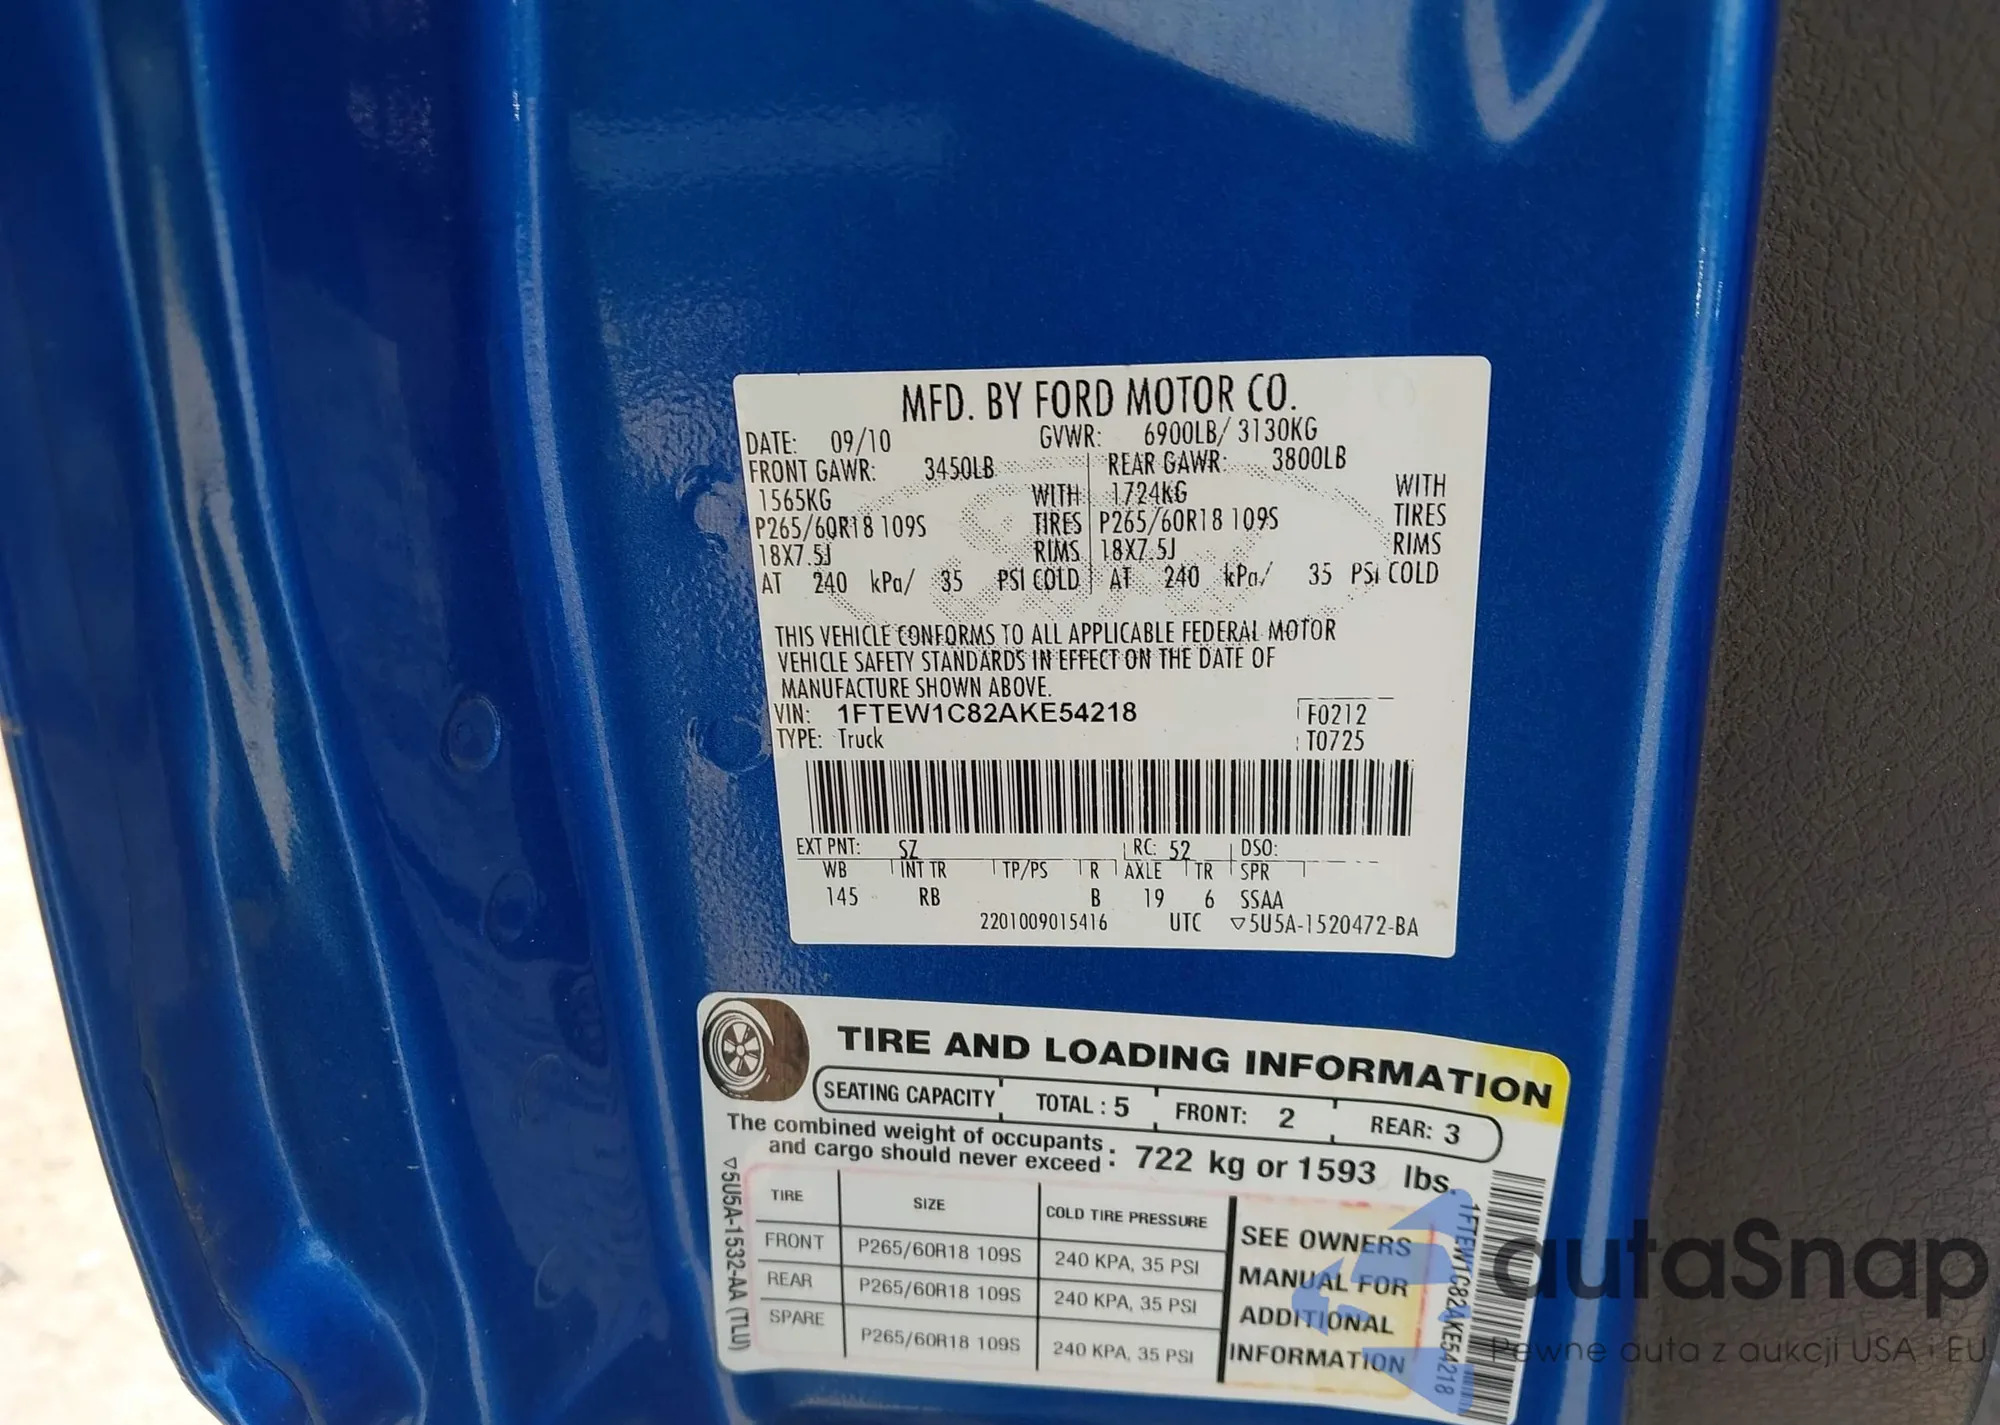 MFD. BY FORD MOTOR CO.
DATE: 09/10 GVWR: 6900LB/ 3130KG
FRONT GAWR: 3450LB REAR GAWR: 3800LB
1565KG WITH 1724KG WITH
P265/60R18 109S TIRES P265/60R18 109S TIRES
18X7.5J RIMS 18X7.5J RIMS
AT 240 kPa/ 35 PSI COLD AT 240 kPa/ 35 PSi COLD
THIS VEHICLE CONFORMS TO ALL APPLICABLE FEDERAL MOTOR
VEHICLE SAFETY STANDARDS IN EFFECT ON THE DATE OF
MANUFACTURE SHOWN ABOVE.
VIN: 1FTEW1C82AKE54218 F0212
TYPE: Truck T0725
EXT PNT: SZ RC: 52 DSO:
WB INT TR TP/PS R AXLE TR SPR
145 RB B 19 6 SSAA
2201009015416 UTC ▽5U5A-1520472-BA
TIRE AND LOADING INFORMATION
SEATING CAPACITY TOTAL : 5 FRONT: 2 REAR: 3
The combined weight of occupants
and cargo should never exceed : 722 kg or 1593 lbs.
TIRE SIZE COLD TIRE PRESSURE
FRONT P265/60R18 109S 240 KPA, 35 PSI
REAR P265/60R18 109S 240 KPA, 35 PSI
SPARE P265/60R18 109S 240 KPA, 35 PSI
SEE OWNERS
MANUAL FOR
ADDITIONAL
INFORMATION
▽5U5A-1532-AA (TLU)
1FTEW1C82AKE54218
autaSnap
Pewne auta z aukcji USA i EU